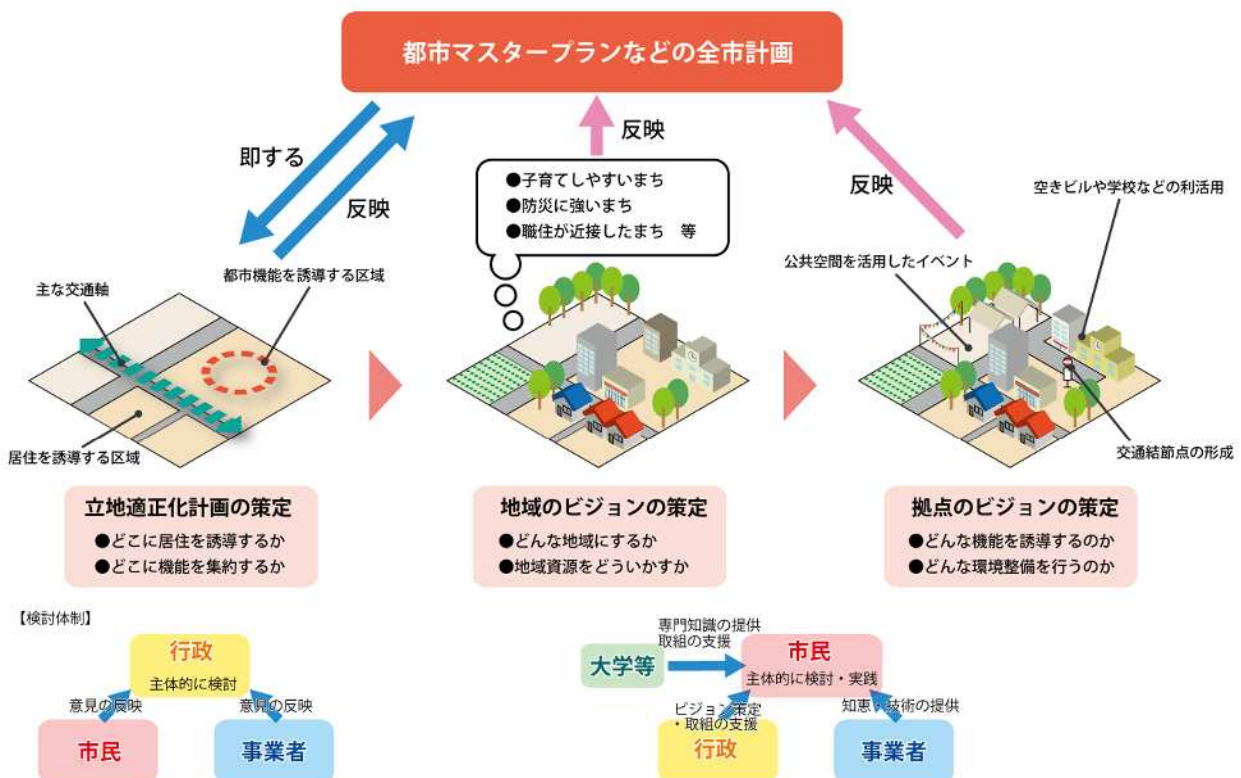 都市マスタープランなどの全市計画
即する
反映
反映
反映
●子育てしやすいまち
●防災に強いまち
●職住が近接したまち　等
空きビルや学校などの利活用
公共空間を活用したイベント
主な交通軸
都市機能を誘導する区域
居住を誘導する区域
交通結節点の形成
立地適正化計画の策定
●どこに居住を誘導するか
●どこに機能を集約するか
地域のビジョンの策定
●どんな地域にするか
●地域資源をどういかすか
拠点のビジョンの策定
●どんな機能を誘導するのか
●どんな環境整備を行うのか
【検討体制】
行政
主体的に検討
意見の反映
意見の反映
市民
事業者
専門知識の提供
取組の支援
大学等
市民
主体的に検討・実践
ビジョン策定
・取組の支援
知恵・技術の提供
行政
事業者